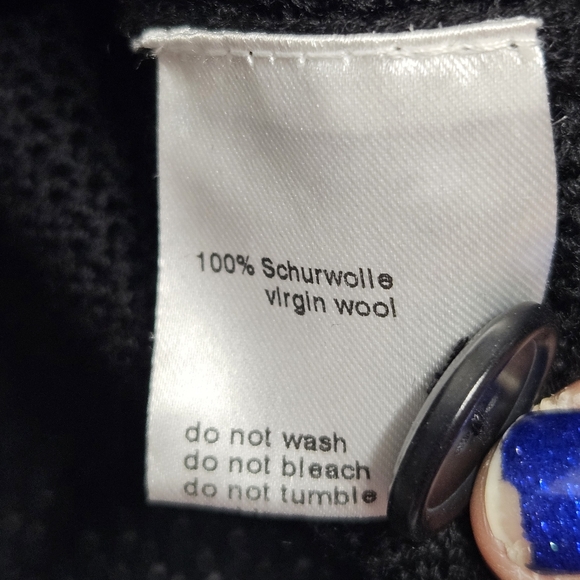 100% Schurwolle
virgin wool
do not wash
do not bleach
do not tumble